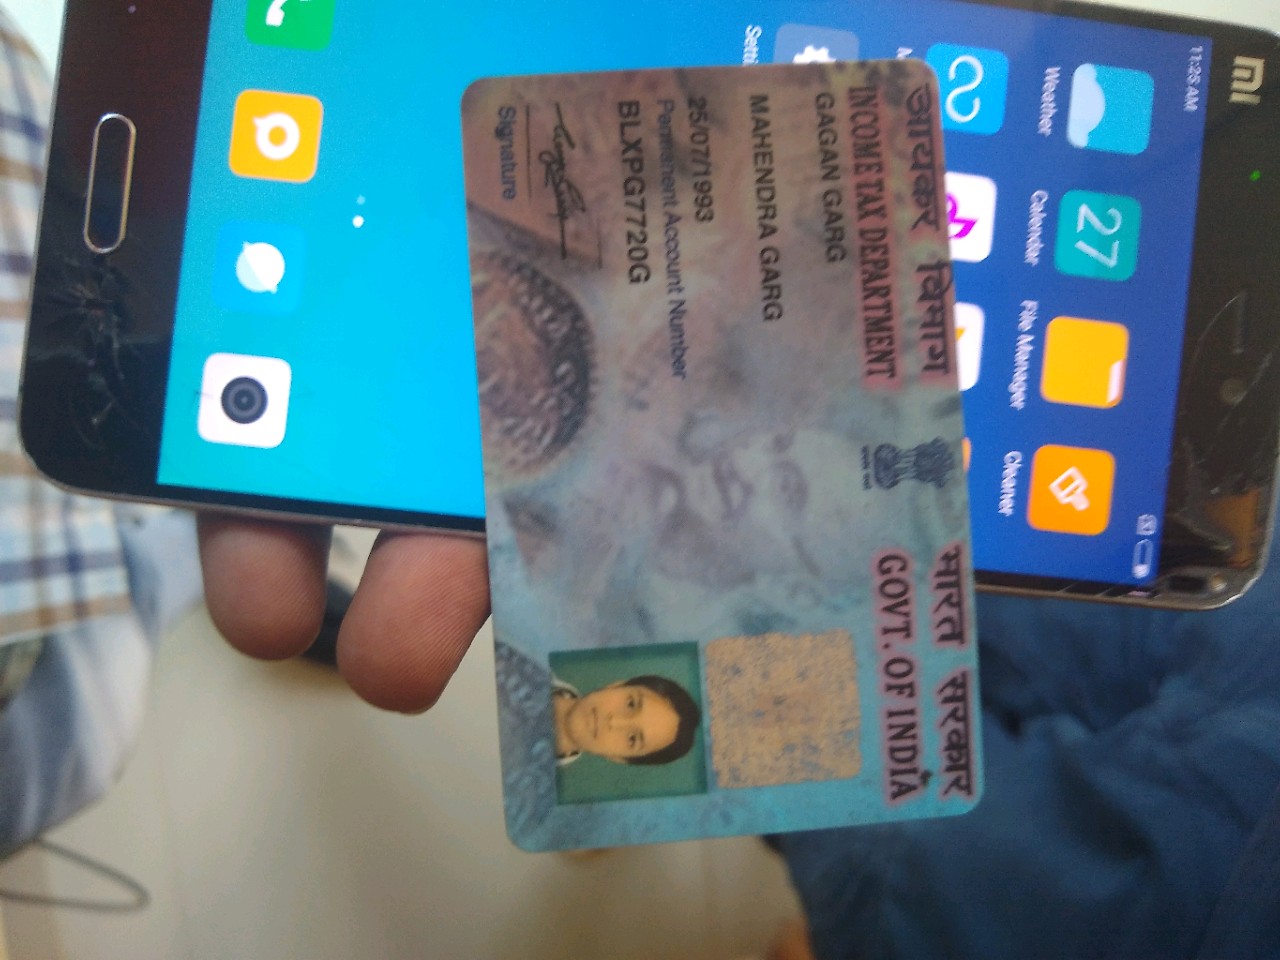 आयकर विभाग भारत सरकार
INCOME TAX DEPARTMENT GOVT. OF INDIA
GAGAN GARG
MAHENDRA GARG
25/07/1993
Permanent Account Number
BLXPG7720G
Signature
MI
11:25 AM
27
Weather Calendar File Manager Cleaner
Setti